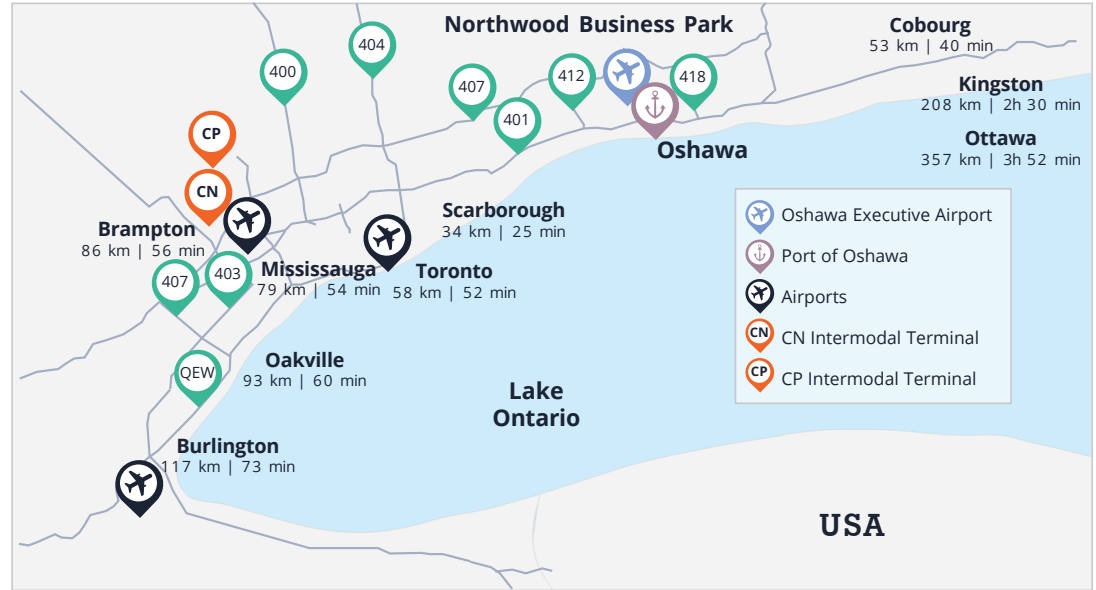 Northwood Business Park
Cobourg
53 km | 40 min
404
400
407
412
418
401
Kingston
208 km | 2h 30 min
CP
Oshawa
Ottawa
357 km | 3h 52 min
CN
Brampton
86 km | 56 min
Scarborough
34 km | 25 min
407
403
Mississauga
79 km | 54 min
Toronto
58 km | 52 min
Oshawa Executive Airport
Port of Oshawa
Airports
CN
CN Intermodal Terminal
CP
CP Intermodal Terminal
QEW
Oakville
93 km | 60 min
Lake
Ontario
Burlington
117 km | 73 min
USA